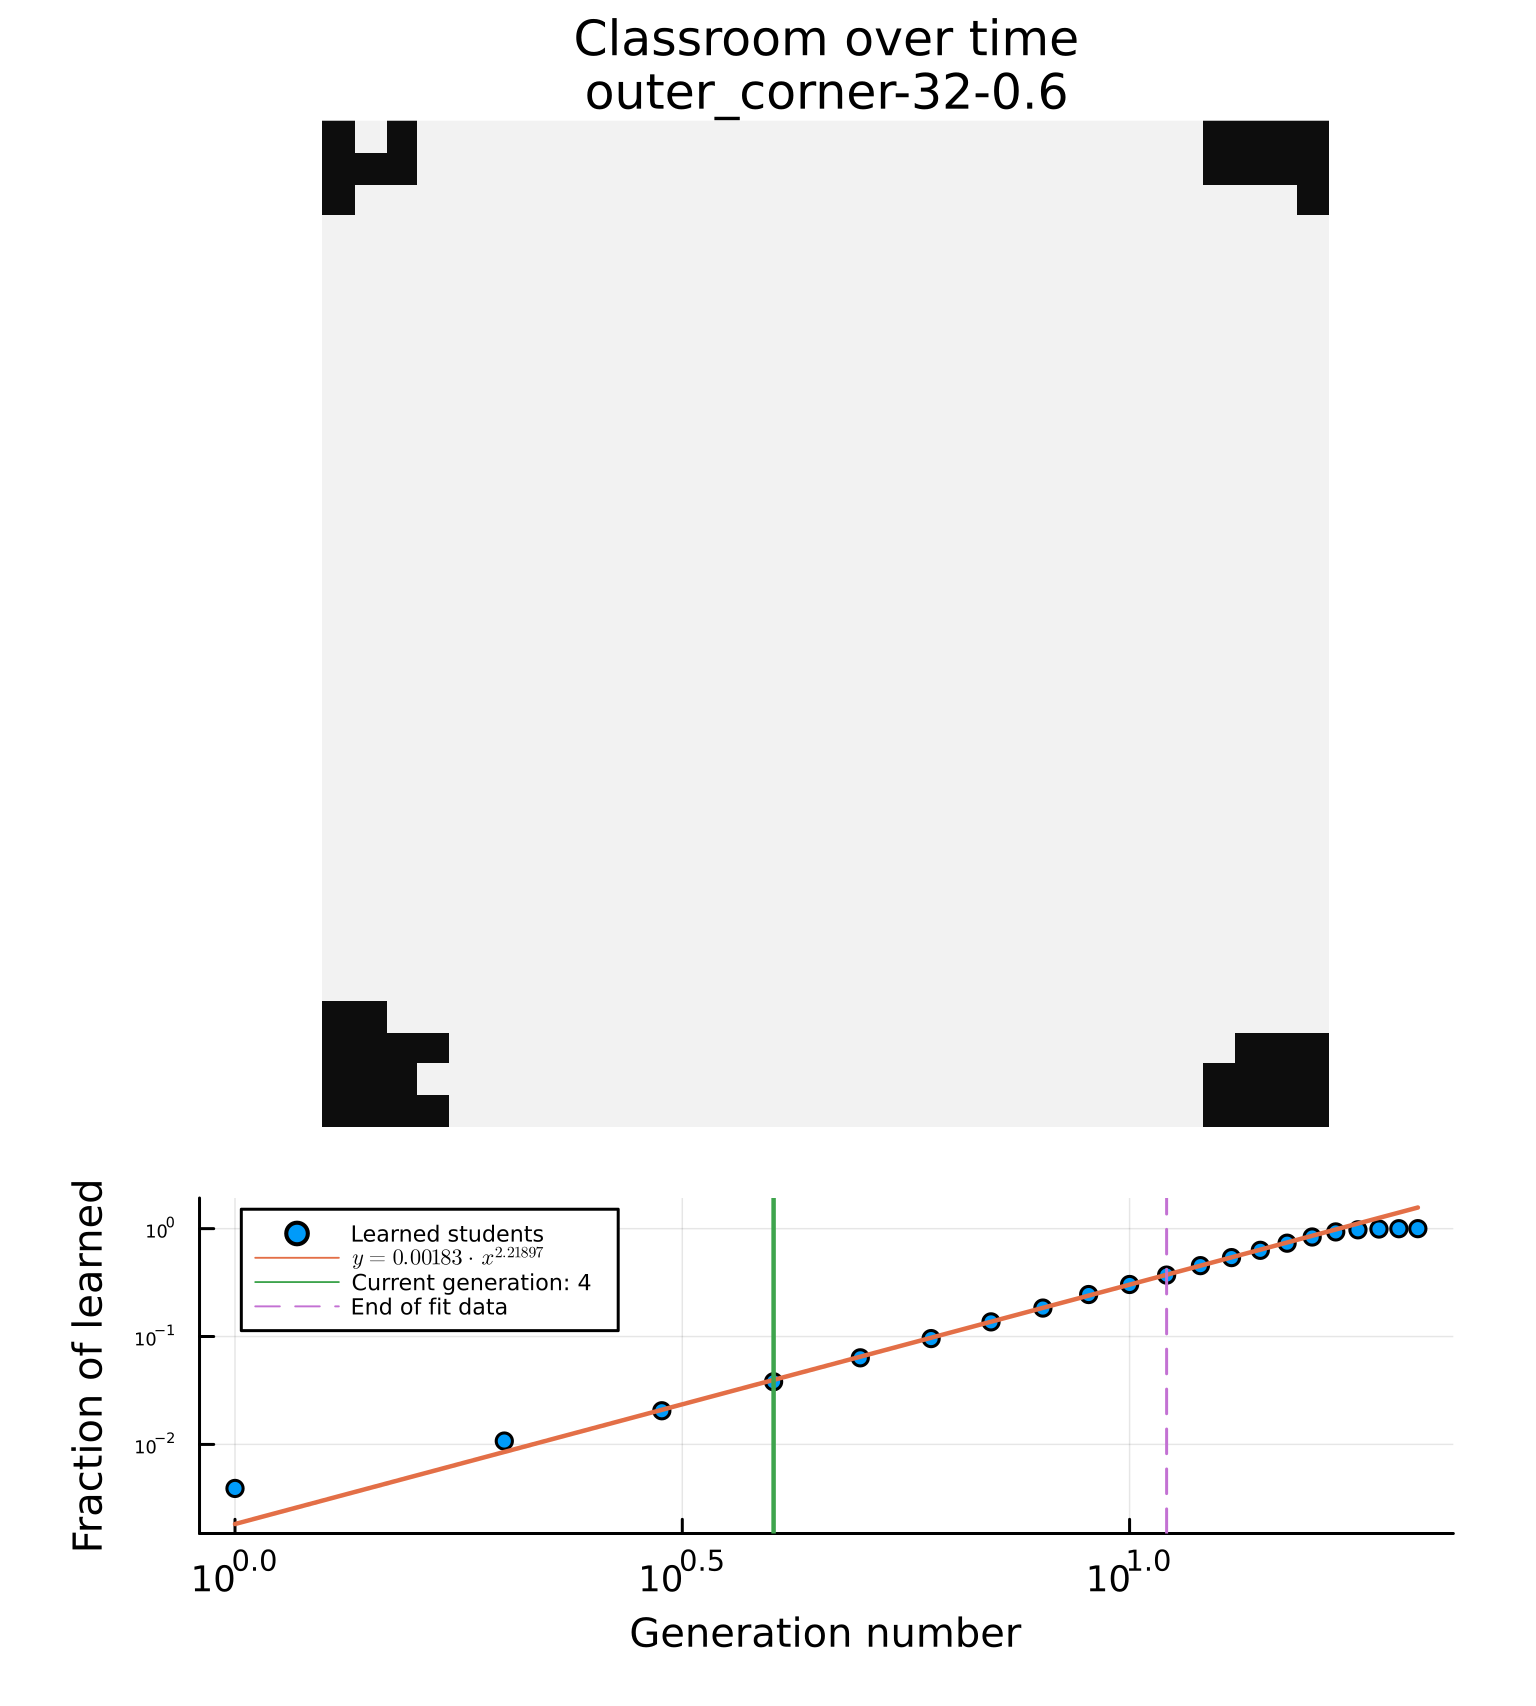 Classroom over time
outer_corner-32-0.6
Fraction of learned
10^0
10^-1
10^-2
Learned students
y = 0.00183 · x^2.21897
Current generation: 4
End of fit data
10^0.0 10^0.5 10^1.0
Generation number